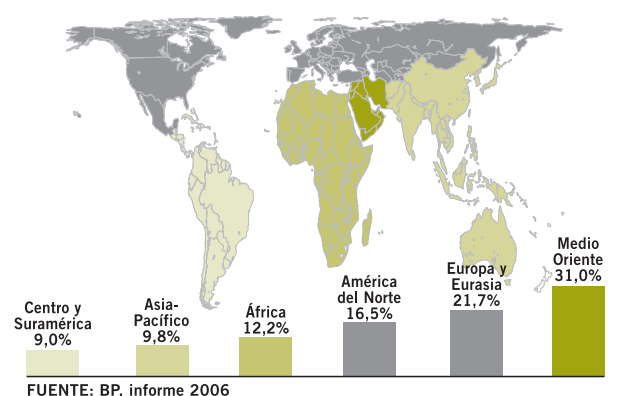 Centro y
Suramérica
9,0%
Asia-
Pacífico
9,8%
África
12,2%
América
del Norte
16,5%
Europa y
Eurasia
21,7%
Medio
Oriente
31,0%
FUENTE: BP. informe 2006